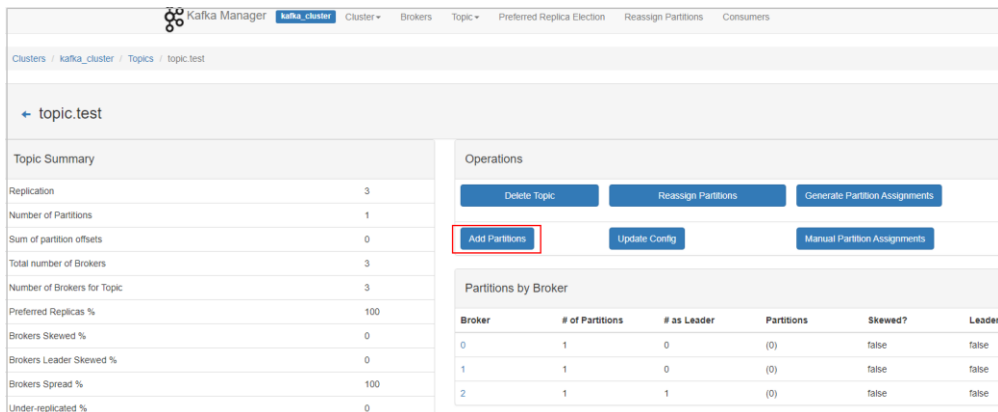 Kafka Manager kafka_cluster Cluster Brokers Topic Preferred Replica Election Reassign Partitions Consumers
Clusters / kafka_cluster / Topics / topic.test
← topic.test
Topic Summary
Replication 3
Number of Partitions 1
Sum of partition offsets 0
Total number of Brokers 3
Number of Brokers for Topic 3
Preferred Replicas % 100
Brokers Skewed % 0
Brokers Leader Skewed % 0
Brokers Spread % 100
Under-replicated % 0
Operations
Delete Topic Reassign Partitions Generate Partition Assignments
Add Partitions Update Config Manual Partition Assignments
Partitions by Broker
Broker # of Partitions # as Leader Partitions Skewed? Leader
0 1 0 (0) false false
1 1 0 (0) false false
2 1 1 (0) false false